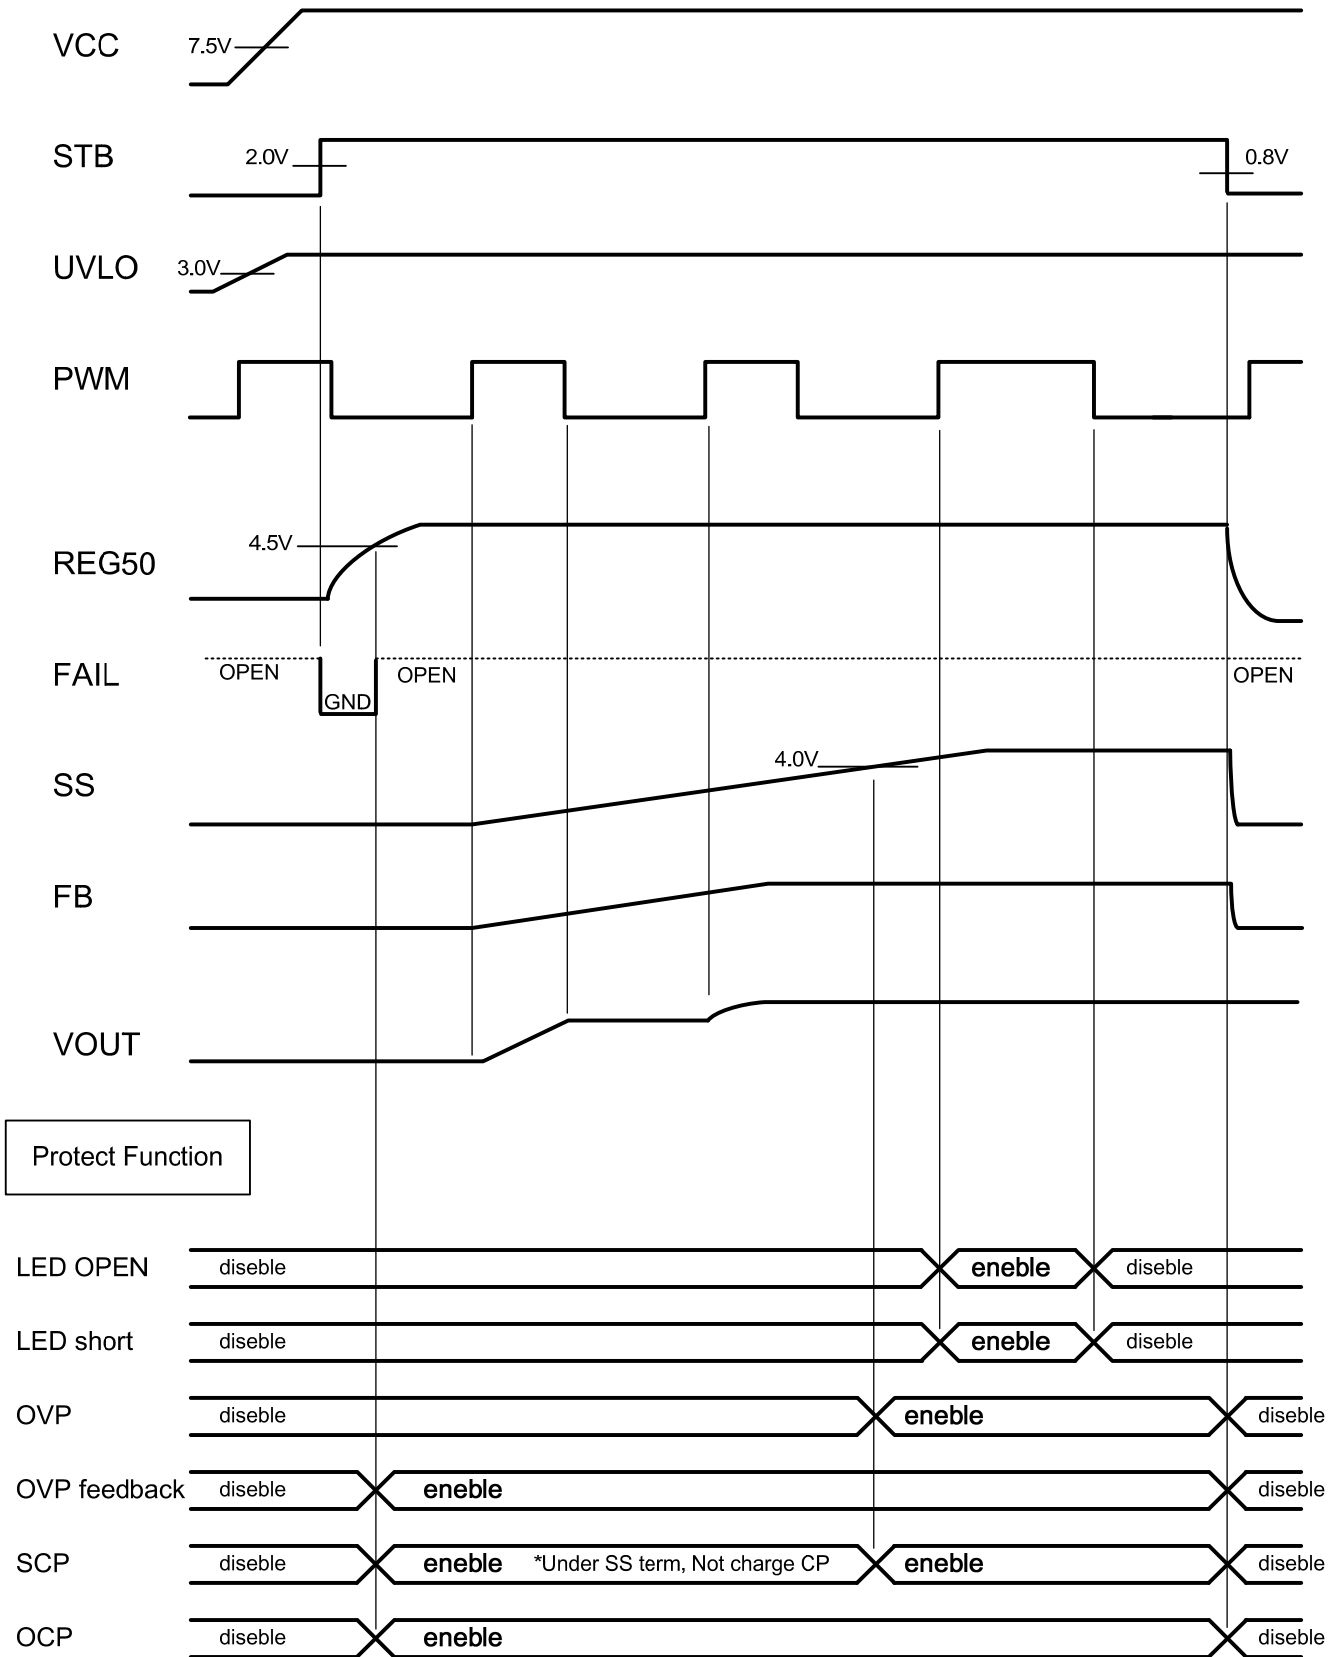 VCC
7.5V
STB
2.0V
0.8V
UVLO
3.0V
PWM
REG50
4.5V
FAIL
OPEN
GND
OPEN
OPEN
SS
4.0V
FB
VOUT
Protect Function
LED OPEN
diseble
eneble
diseble
LED short
diseble
eneble
diseble
OVP
diseble
eneble
diseble
OVP feedback
diseble
eneble
diseble
SCP
diseble
eneble
*Under SS term, Not charge CP
eneble
diseble
OCP
diseble
eneble
diseble